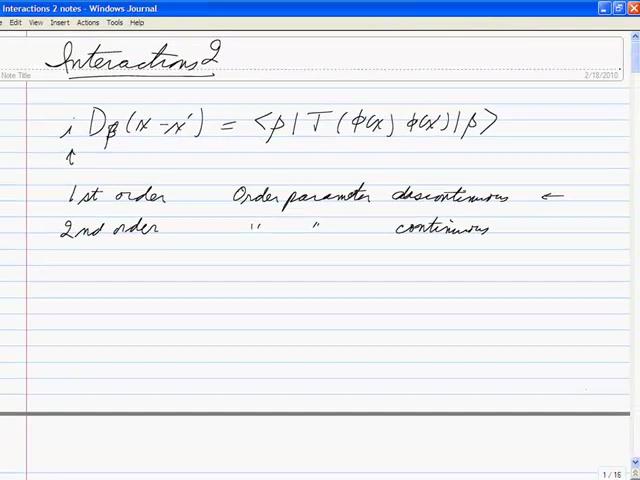 Interactions 2 notes - Windows Journal
Edit View Insert Actions Tools Help
Interactions 2
Note Title
2/18/2010
i Dβ(x-x') = <β| T(φ(x) φ(x')|β>
↑
1st order Order parameter discontinuous ←
2nd order " " continuous
1 / 16